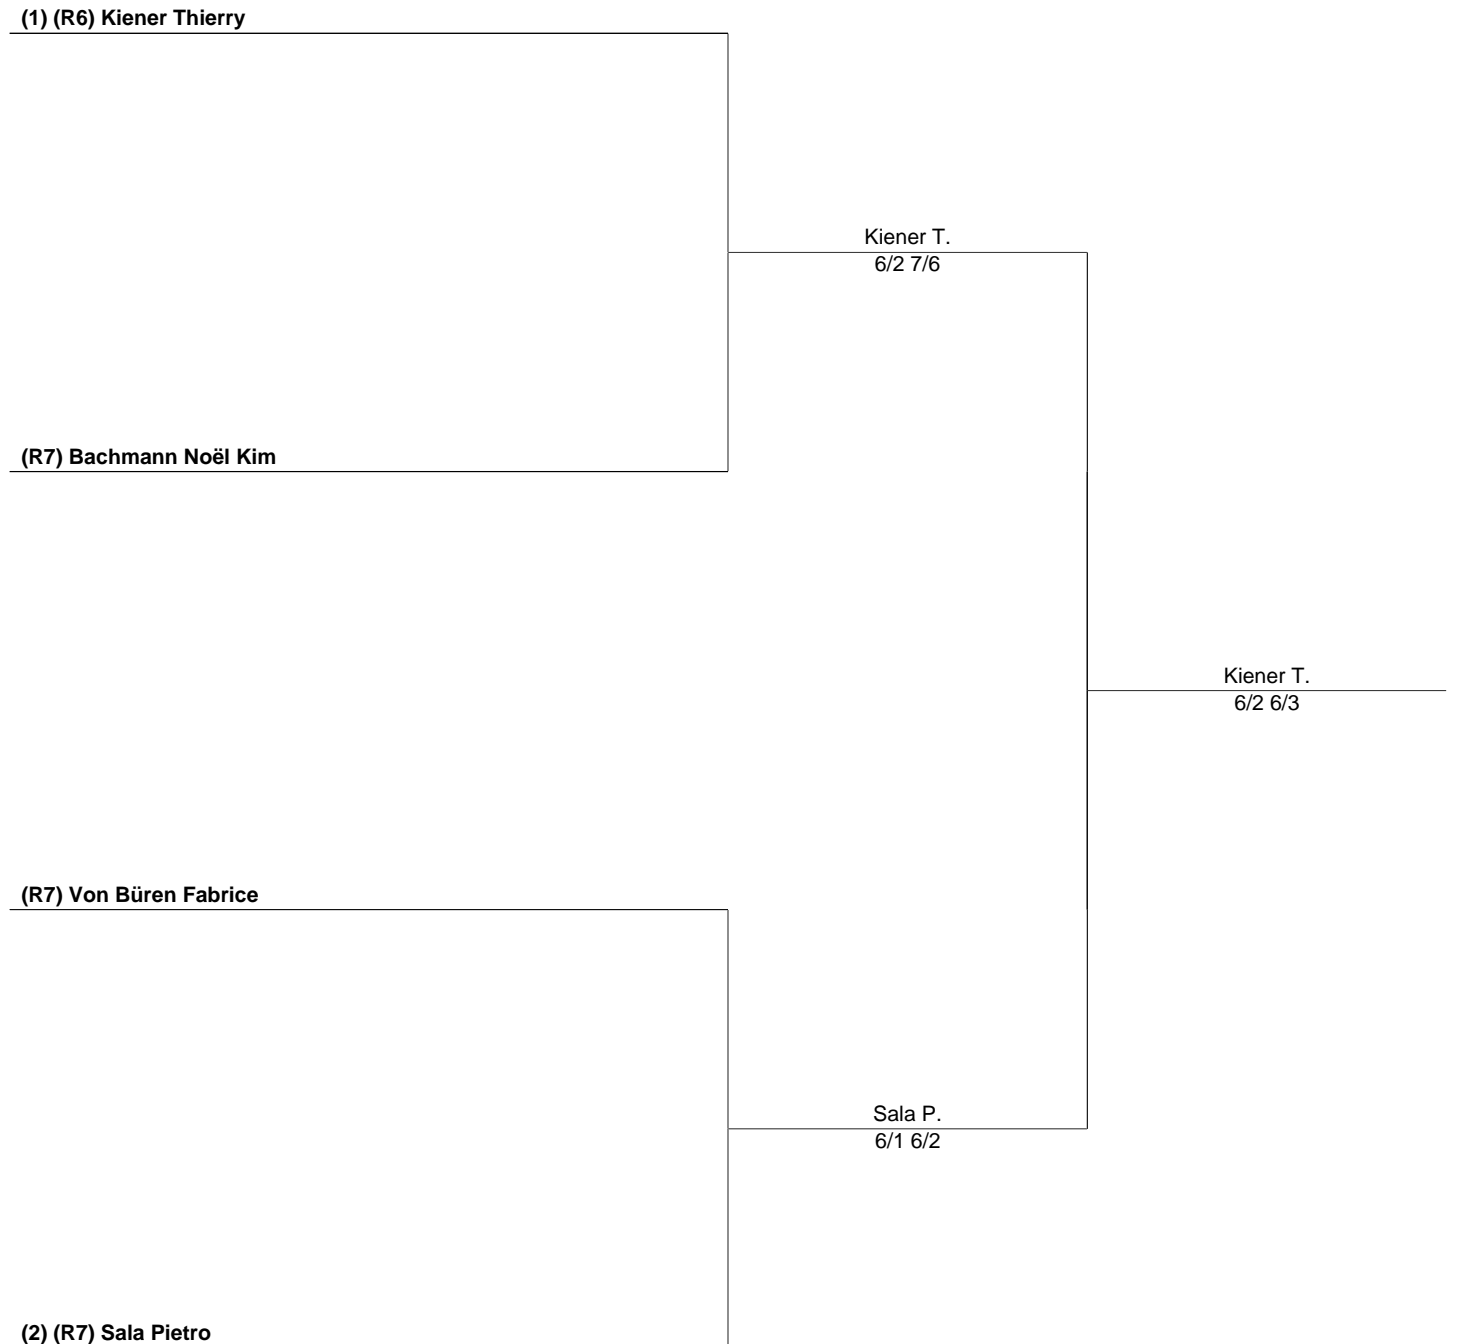 (1) (R6) Kiener Thierry
Kiener T.
6/2 7/6
(R7) Bachmann Noël Kim
Kiener T.
6/2 6/3
(R7) Von Büren Fabrice
Sala P.
6/1 6/2
(2) (R7) Sala Pietro